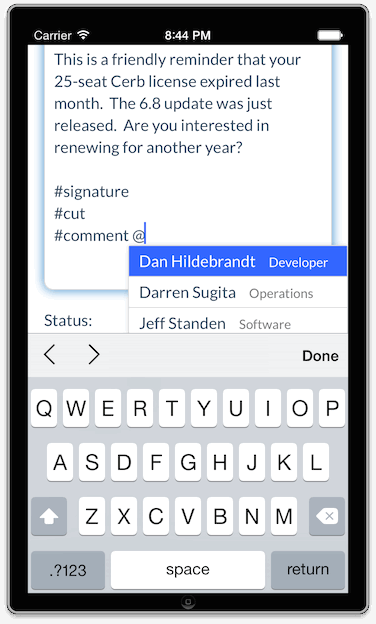 Carrier 8:44 PM
This is a friendly reminder that your
25-seat Cerb license expired last
month.  The 6.8 update was just
released.  Are you interested in
renewing for another year?
#signature
#cut
#comment @
Dan Hildebrandt Developer
Darren Sugita Operations
Status:
Jeff Standen Software
Done
Q W E R T Y U I O P
A S D F G H J K L
Z X C V B N M
.?123 space return